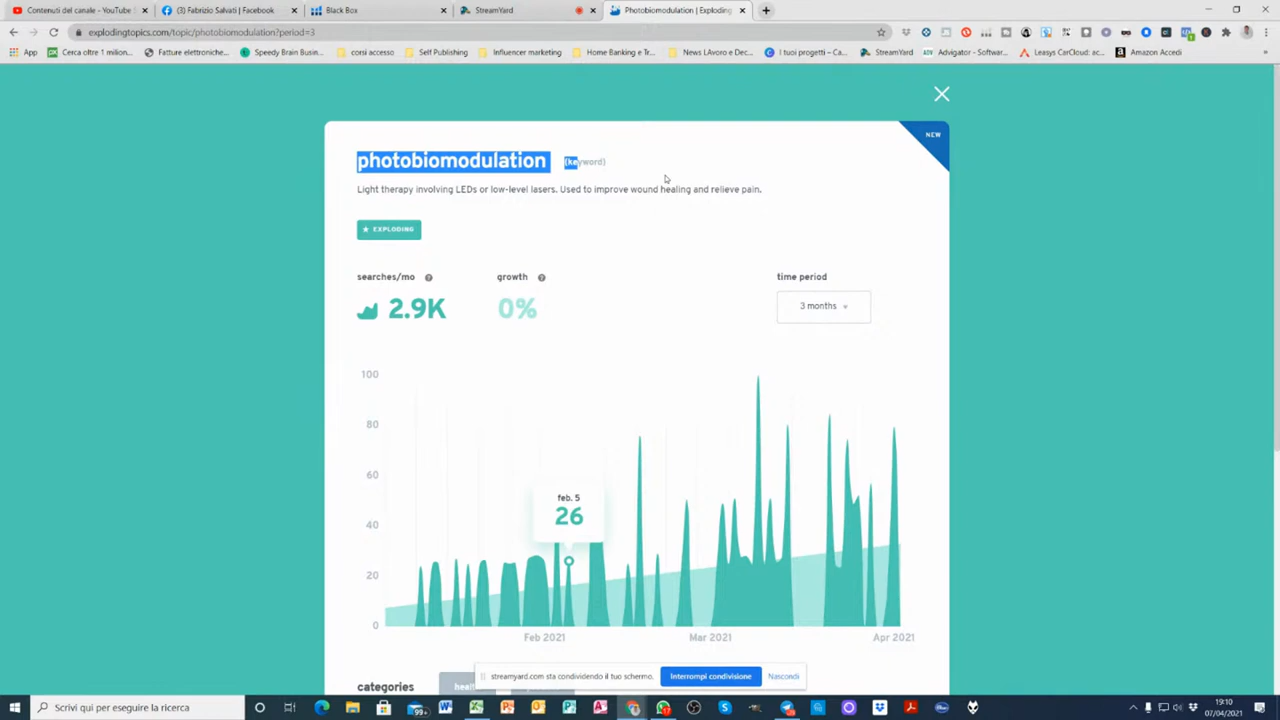 Contenuti del canale - YouTube
(3) Fabrizio Salvati | Facebook
Black Box
StreamYard
Photobiomodulation | Exploding
explodingtopics.com/topic/photobiomodulation?period=3
App
Cerca oltre 1 milion...
Fatture elettroniche...
Speedy Brain Busin...
corsi accesso
Self Publishing
Influencer marketing
Home Banking e Tr...
News LAvoro e Dec...
I tuoi progetti – Ca...
StreamYard
Advigator - Softwar...
Leasys CarCloud: ac...
Amazon Accedi
NEW
photobiomodulation (keyword)
Light therapy involving LEDs or low-level lasers. Used to improve wound healing and relieve pain.
EXPLODING
searches/mo
growth
time period
2.9K
0%
3 months
100
80
60
40
20
0
feb. 5
26
Feb 2021
Mar 2021
Apr 2021
categories
streamyard.com sta condividendo il tuo schermo.
Interrompi condivisione
Nascondi
Scrivi qui per eseguire la ricerca
99+
19:10
07/04/2021